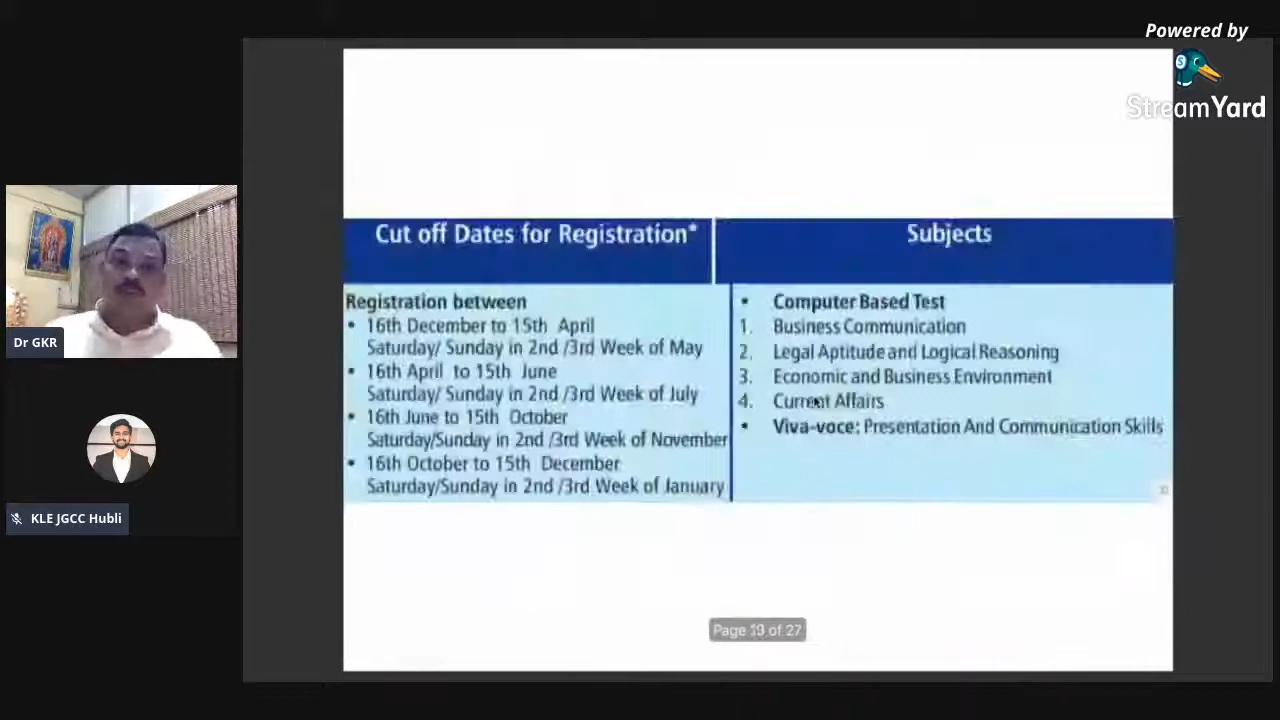 Powered by
StreamYard
Cut off Dates for Registration*
Subjects
Registration between
• 16th December to 15th April
Saturday/ Sunday in 2nd /3rd Week of May
• 16th April to 15th June
Saturday/ Sunday in 2nd /3rd Week of July
• 16th June to 15th October
Saturday/Sunday in 2nd /3rd Week of November
• 16th October to 15th December
Saturday/Sunday in 2nd /3rd Week of January
• Computer Based Test
1. Business Communication
2. Legal Aptitude and Logical Reasoning
3. Economic and Business Environment
4. Current Affairs
• Viva-voce: Presentation And Communication Skills
Page 19 of 27
Dr GKR
KLE JGCC Hubli